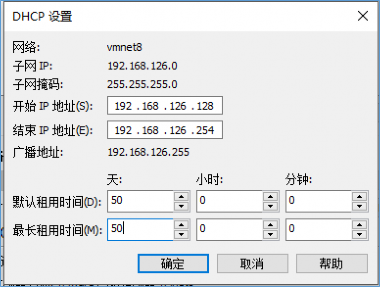 DHCP 设置
网络: vmnet8
子网 IP: 192.168.126.0
子网掩码: 255.255.255.0
开始 IP 地址(S): 192 . 168 . 126 . 128
结束 IP 地址(E): 192 . 168 . 126 . 254
广播地址: 192.168.126.255
天: 小时: 分钟:
默认租用时间(D): 50 0 0
最长租用时间(M): 50 0 0
确定 取消 帮助